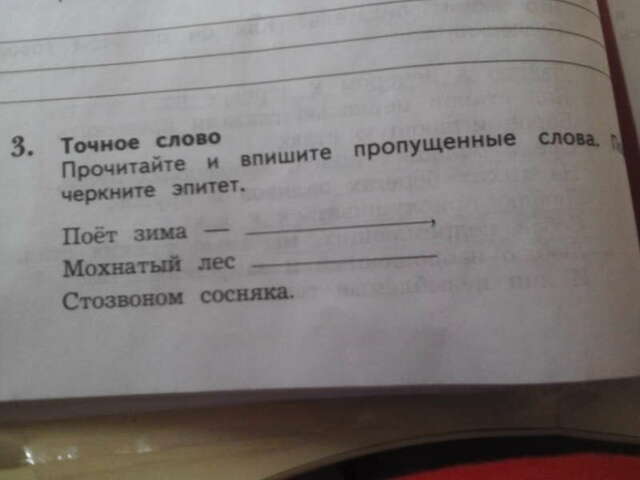 3. Точное слово
Прочитайте и впишите пропущенные слова.
черкните эпитет.
Поёт зима — ,
Мохнатый лес
Стозвоном сосняка.